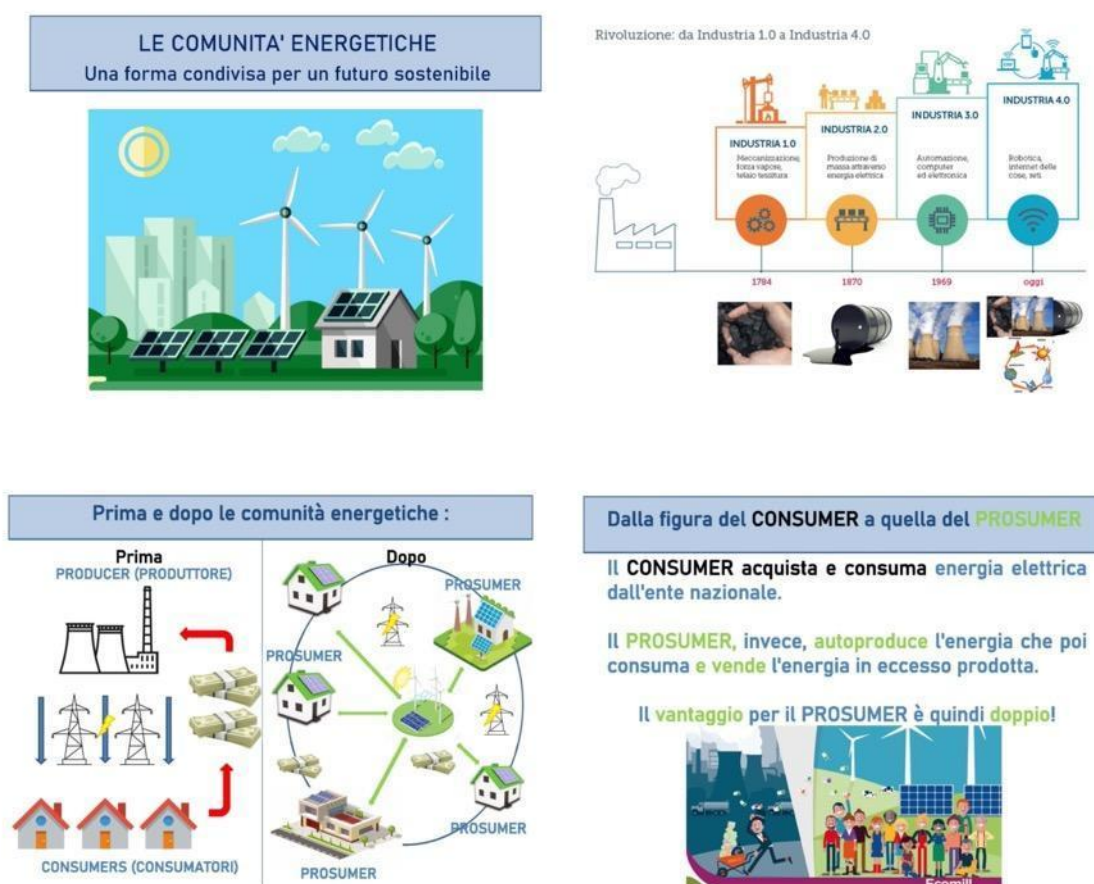 LE COMUNITA' ENERGETICHE
Una forma condivisa per un futuro sostenibile
Rivoluzione: da Industria 1.0 a Industria 4.0
INDUSTRIA 1.0
Meccanizzazione,
forza vapore,
telaio tessitura
INDUSTRIA 2.0
Produzione di
massa attraverso
energia elettrica
INDUSTRIA 3.0
Automazione,
computer
ed elettronica
INDUSTRIA 4.0
Robotica,
internet delle
cose, reti
1784
1870
1969
oggi
Prima e dopo le comunità energetiche :
Prima
PRODUCER (PRODUTTORE)
CONSUMERS (CONSUMATORI)
Dopo
PROSUMER
PROSUMER
PROSUMER
PROSUMER
Dalla figura del CONSUMER a quella del PROSUMER
Il CONSUMER acquista e consuma energia elettrica
dall'ente nazionale.
Il PROSUMER, invece, autoproduce l'energia che poi
consuma e vende l'energia in eccesso prodotta.
Il vantaggio per il PROSUMER è quindi doppio!
Ecomill